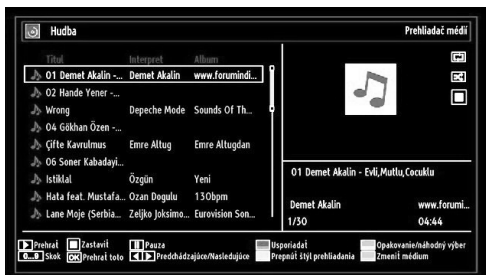 Hudba
Prehliadač médií
Titul Interpret Album
01 Demet Akalin -... Demet Akalin www.forumindi...
02 Hande Yener -...
Wrong Depeche Mode Sounds Of Th...
04 Gökhan Özen -...
Çifte Kavrulmus Emre Altug Emre Altugdan
06 Soner Kabadayi...
Istiklal Özgün Yeni
Hata feat. Mustafa... Ozan Dogulu 130bpm
Lane Moje (Serbia... Zeljko Joksimo... Eurovision Son...
01 Demet Akalin - Evli,Mutlu,Cocuklu
Demet Akalin www.forumi...
1/30 04:44
Prehrať Zastaviť Pauza Usporiadať Opakovanie/náhodný výber
0...9 Skok OK Prehrať toto Predchádzajúce/Nasledujúce Prepnúť štýl prehliadania Zmeniť médium